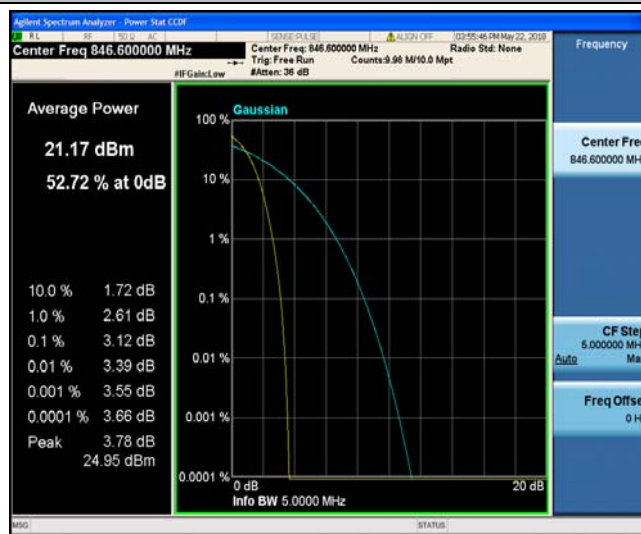 Agilent Spectrum Analyzer - Power Stat CCDF
RL RF 50 Ω AC SENSE:PULSE ALIGN OFF 03:55:46 PM May 22, 2018
Center Freq 846.600000 MHz
Center Freq: 846.600000 MHz Radio Std: None
Trig: Free Run Counts:9.98 M/10.0 Mpt
#IFGain:Low #Atten: 36 dB
Frequency
Average Power
21.17 dBm
52.72 % at 0dB
10.0 % 1.72 dB
1.0 % 2.61 dB
0.1 % 3.12 dB
0.01 % 3.39 dB
0.001 % 3.55 dB
0.0001 % 3.66 dB
Peak 3.78 dB
24.95 dBm
Gaussian
100 %
10 %
1 %
0.1 %
0.01 %
0.001 %
0.0001 %
0 dB 20 dB
Info BW 5.0000 MHz
Center Fre
846.600000 MH
CF Step
5.000000 MH
Auto Ma
Freq Offse
0 H
MSG STATUS